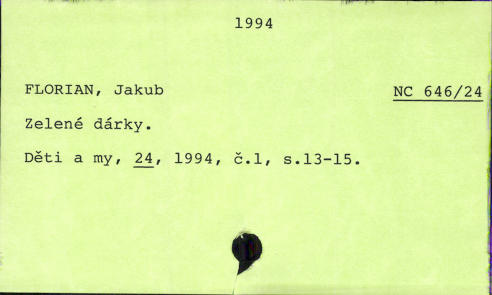 1994
FLORIAN, Jakub NC 646/24
Zelené dárky.
Děti a my, 24, 1994, č.1, s.13-15.